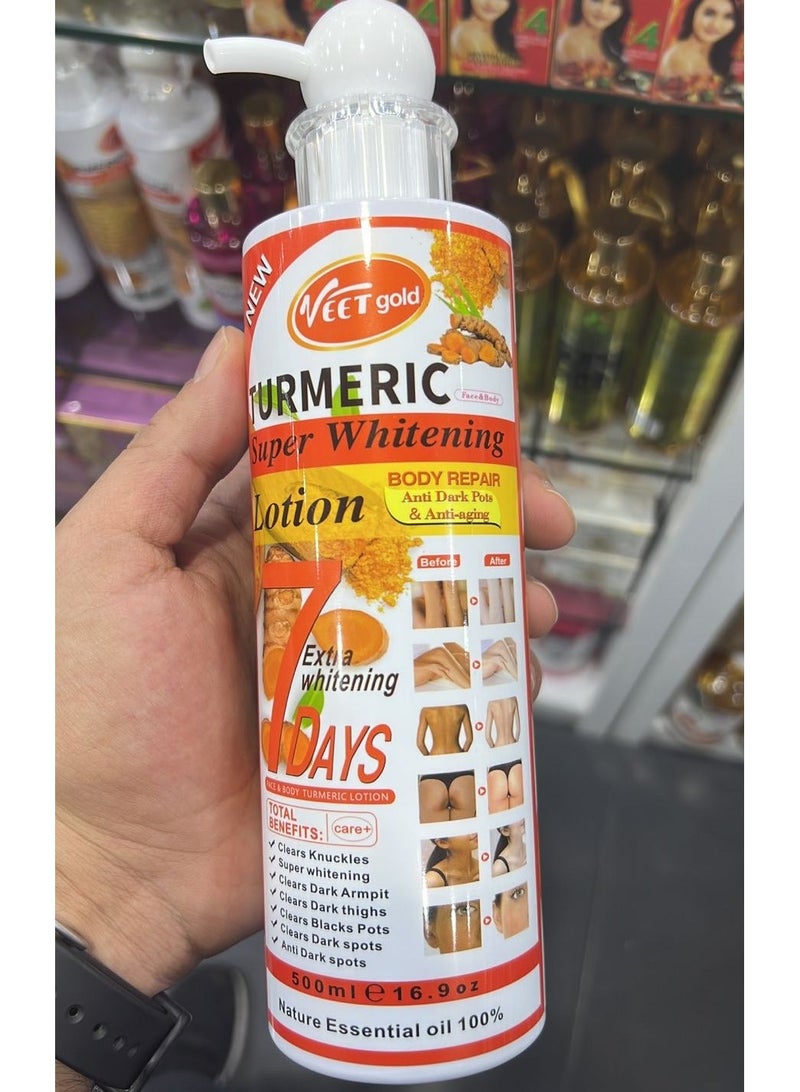 NEW
VEET gold
TURMERIC
Face&Body
Super Whitening
Lotion
BODY REPAIR
Anti Dark Pots
& Anti-aging
Before
After
7
Extra
whitening
DAYS
FACE & BODY TURMERIC LOTION
TOTAL
BENEFITS:
care+
Clears Knuckles
Super whitening
Clears Dark Armpit
Clears Dark thighs
Clears Blacks Pots
Clears Dark spots
Anti Dark spots
500ml e 16.9oz
Nature Essential oil 100%
4
4